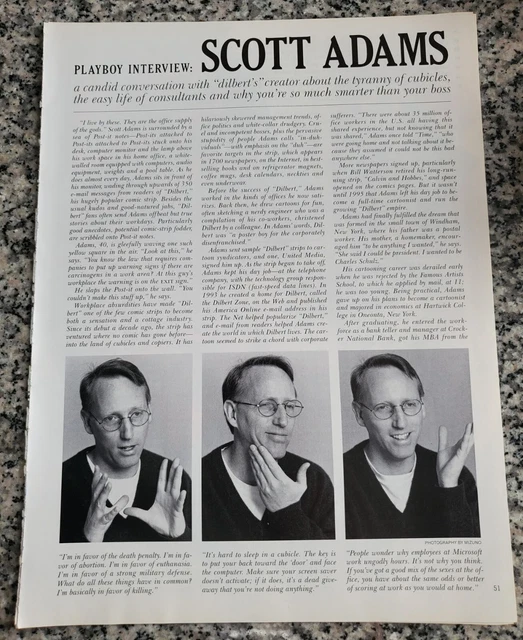 PLAYBOY INTERVIEW: SCOTT ADAMS
a candid conversation with "dilbert's" creator about the tyranny of cubicles,
the easy life of consultants and why you're so much smarter than your boss
"I live by these. They are the office supply
of the gods." Scott Adams is surrounded by a
sea of Post-it notes—Post-its attached to
Post-its attached to Post-its stuck onto his
desk, computer monitor and the lamp above
his work space in his home office, a white-
walled room equipped with computers, audio
equipment, weights and a pool table. As he
does almost every day, Adams sits in front of
his monitor, wading through upwards of 350
e-mail messages from readers of "Dilbert,"
his hugely popular comic strip. Besides the
usual kudos and good-natured jabs, "Dil-
bert" fans often send Adams offbeat but true
stories about their workdays. Particularly
good anecdotes, potential comic-strip fodder,
are scribbled onto Post-it notes.
Adams, 40, is gleefully waving one such
yellow square in the air. "Look at this," he
says. "You know the law that requires com-
panies to put up warning signs if there are
carcinogens in a work area? At this guy's
workplace the warning is on the EXIT sign."
He slaps the Post-it onto the wall. "You
couldn't make this stuff up," he says.
Workplace absurdities have made "Dil-
bert" one of the few comic strips to become
both a sensation and a cottage industry.
Since its debut a decade ago, the strip has
ventured where no comic has gone before—
into the land of cubicles and copiers. It has
hilariously skewered management trends, of-
fice politics and white-collar drudgery. Cru-
el and incompetent bosses, plus the pervasive
stupidity of people Adams calls "in-duh-
viduals"—with emphasis on the "duh"—are
favorite targets in the strip, which appears
in 1700 newspapers, on the Internet, in best-
selling books and on refrigerator magnets,
coffee mugs, desk calendars, neckties and
even underwear.
Before the success of "Dilbert," Adams
worked in the kinds of offices he now sati-
rizes. Back then, he drew cartoons for fun,
often sketching a nerdy engineer who was a
compilation of his co-workers, christened
Dilbert by a colleague. In Adams words, Dil-
bert was "a poster boy for the corporately
disenfranchised."
Adams sent sample "Dilbert" strips to car-
toon syndicators, and one, United Media,
signed him up. As the strip began to take off,
Adams kept his day job—at the telephone
company, with the technology group respon-
sible for ISDN (fast-speed data lines). In
1993 he created a home for Dilbert, called
the Dilbert Zone, on the Web and published
his America Online e-mail address in his
strip. The Net helped popularize "Dilbert,"
and e-mail from readers helped Adams cre-
ate the world in which Dilbert lives. The car-
toon seemed to strike a chord with corporate
sufferers. "There were about 35 million of-
fice workers in the U.S. all having this
shared experience, but not knowing that it
was shared," Adams once told "Time," "who
were going home and not talking about it be-
cause they assumed it could not be this bad
anywhere else."
More newspapers signed up, particularly
when Bill Watterson retired his long-run-
ning strip, "Calvin and Hobbes," and space
opened on the comics pages. But it wasn't
until 1995 that Adams left his day job to be-
come a full-time cartoonist and run the
growing "Dilbert" empire.
Adams had finally fulfilled the dream that
was formed in the small town of Windham,
New York, where his father was a postal
worker. His mother, a homemaker, encour-
aged him "to be anything I wanted," he says.
"She said I could be president. I wanted to be
Charles Schulz."
His cartooning career was derailed early
when he was rejected by the Famous Artists
School, to which he applied by mail, at 11;
he was too young. Being practical, Adams
gave up his plans to become a cartoonist
and majored in economics at Hartwick Col-
lege in Oneonta, New York.
After graduating, he entered the work-
force as a bank teller and manager at Crock-
er National Bank, got his MBA from the
PHOTOGRAPHY BY MIZUNO
"I'm in favor of the death penalty. I'm in fa-
vor of abortion. I'm in favor of euthanasia.
I'm in favor of a strong military defense.
What do all these things have in common?
I'm basically in favor of killing."
"It's hard to sleep in a cubicle. The key is
to put your back toward the 'door' and face
the computer. Make sure your screen saver
doesn't activate; if it does, it's a dead give-
away that you're not doing anything."
"People wonder why employees at Microsoft
work ungodly hours. It's not why you think.
If you've got a good mix of the sexes at the of-
fice, you have about the same odds or better
of scoring at work as you would at home."
51